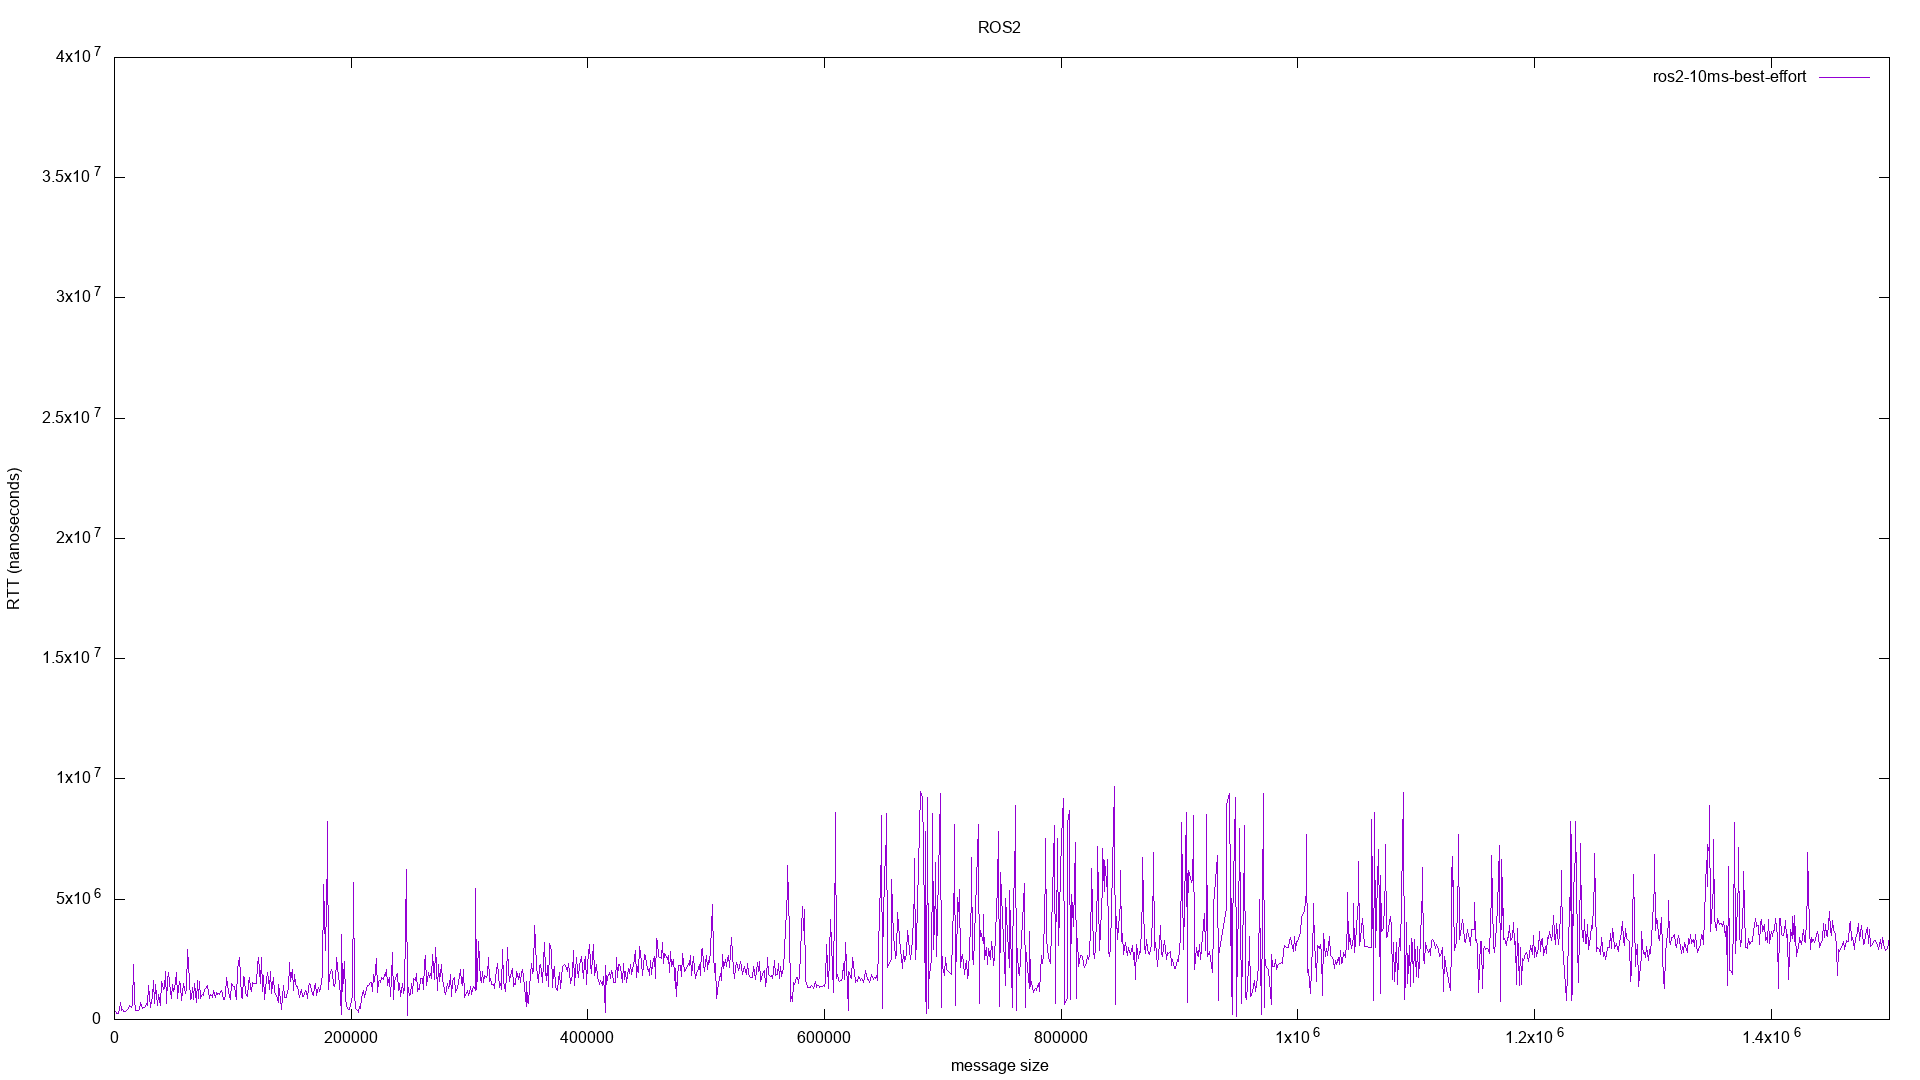 ROS2
ros2-10ms-best-effort
4x10^7
3.5x10^7
3x10^7
2.5x10^7
2x10^7
1.5x10^7
1x10^7
5x10^6
0
RTT (nanoseconds)
0 200000 400000 600000 800000 1x10^6 1.2x10^6 1.4x10^6
message size